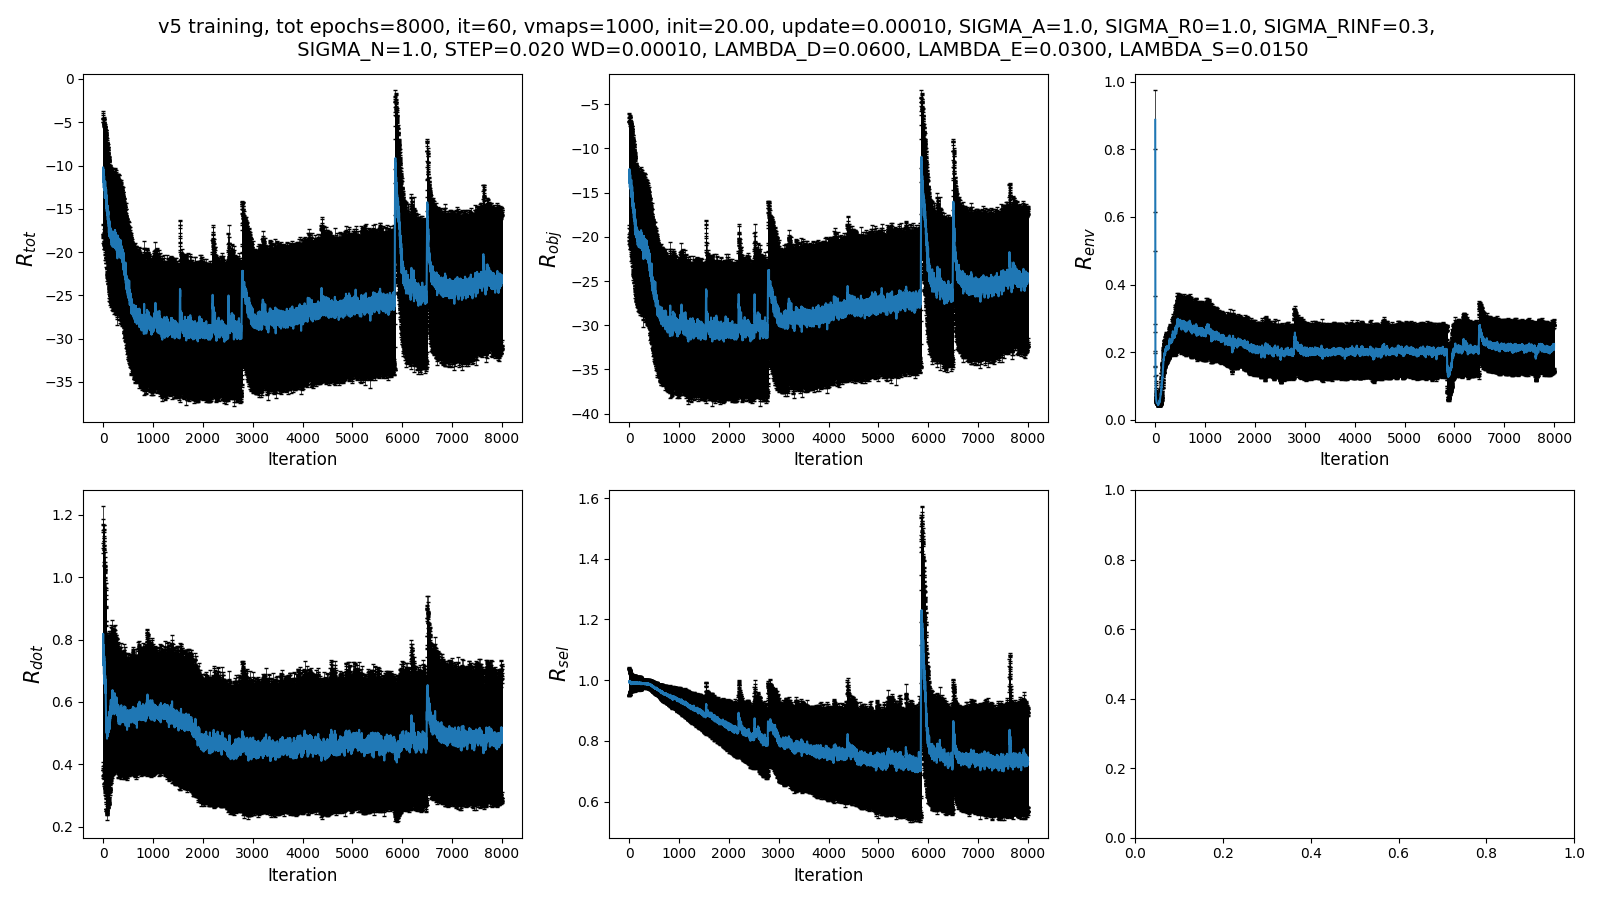 v5 training, tot epochs=8000, it=60, vmaps=1000, init=20.00, update=0.00010, SIGMA_A=1.0, SIGMA_R0=1.0, SIGMA_RINF=0.3,
SIGMA_N=1.0, STEP=0.020 WD=0.00010, LAMBDA_D=0.0600, LAMBDA_E=0.0300, LAMBDA_S=0.0150
R_tot
0
−5
−10
−15
−20
−25
−30
−35
0 1000 2000 3000 4000 5000 6000 7000 8000
Iteration
R_obj
−5
−10
−15
−20
−25
−30
−35
−40
0 1000 2000 3000 4000 5000 6000 7000 8000
Iteration
R_env
1.0
0.8
0.6
0.4
0.2
0.0
0 1000 2000 3000 4000 5000 6000 7000 8000
Iteration
R_dot
1.2
1.0
0.8
0.6
0.4
0.2
0 1000 2000 3000 4000 5000 6000 7000 8000
Iteration
R_sel
1.6
1.4
1.2
1.0
0.8
0.6
0 1000 2000 3000 4000 5000 6000 7000 8000
Iteration
1.0
0.8
0.6
0.4
0.2
0.0
0.0 0.2 0.4 0.6 0.8 1.0